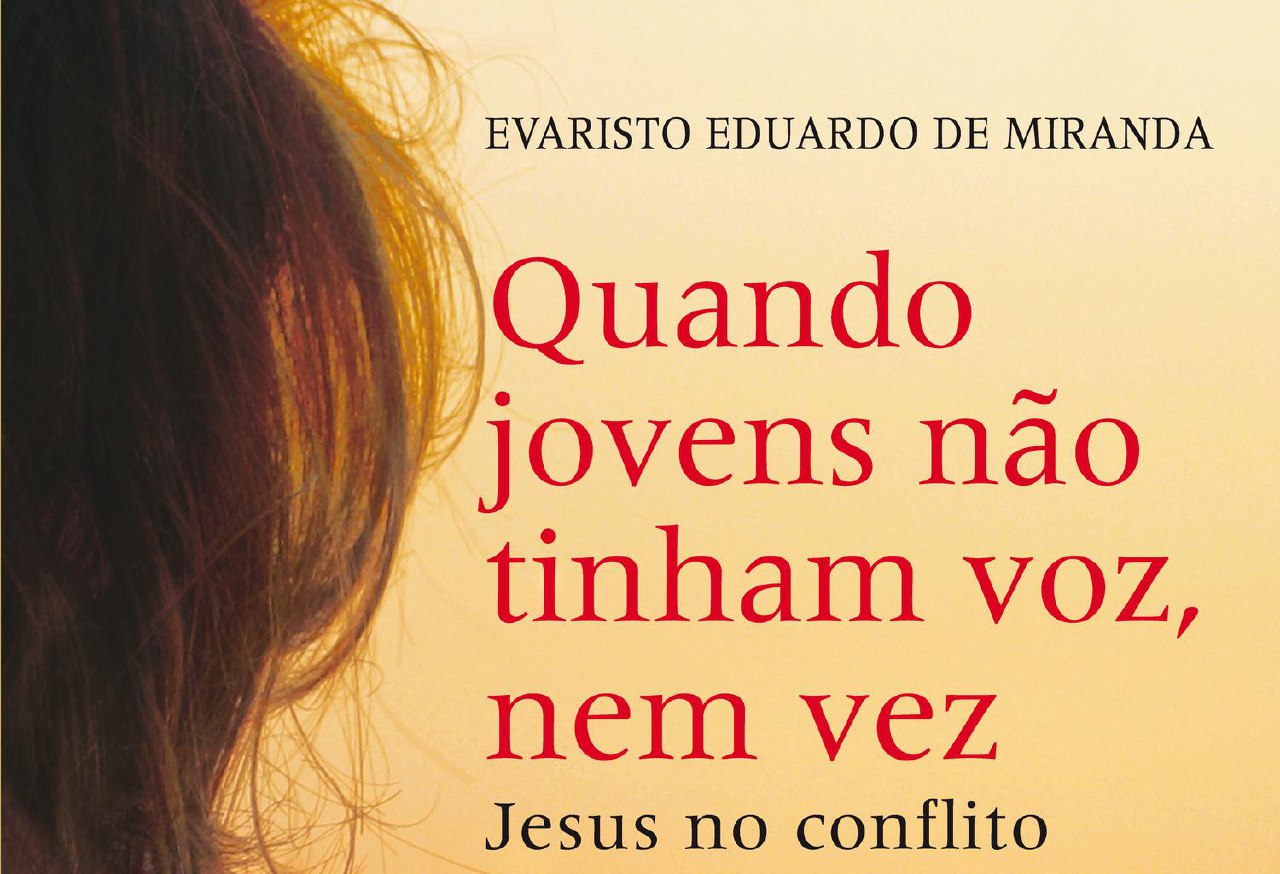 EVARISTO EDUARDO DE MIRANDA
Quando
jovens não
tinham voz,
nem vez
Jesus no conflito